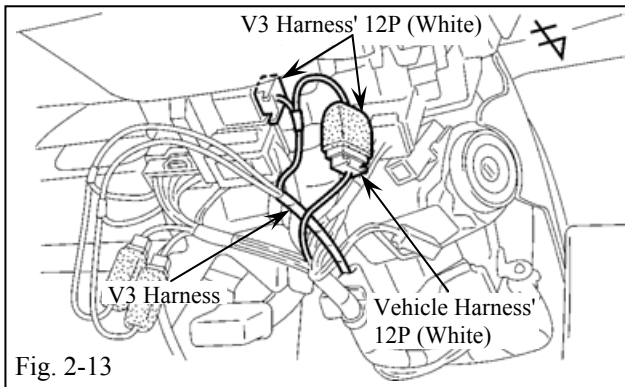 V3 Harness' 12P (White)
V3 Harness
Vehicle Harness'
12P (White)
Fig. 2-13